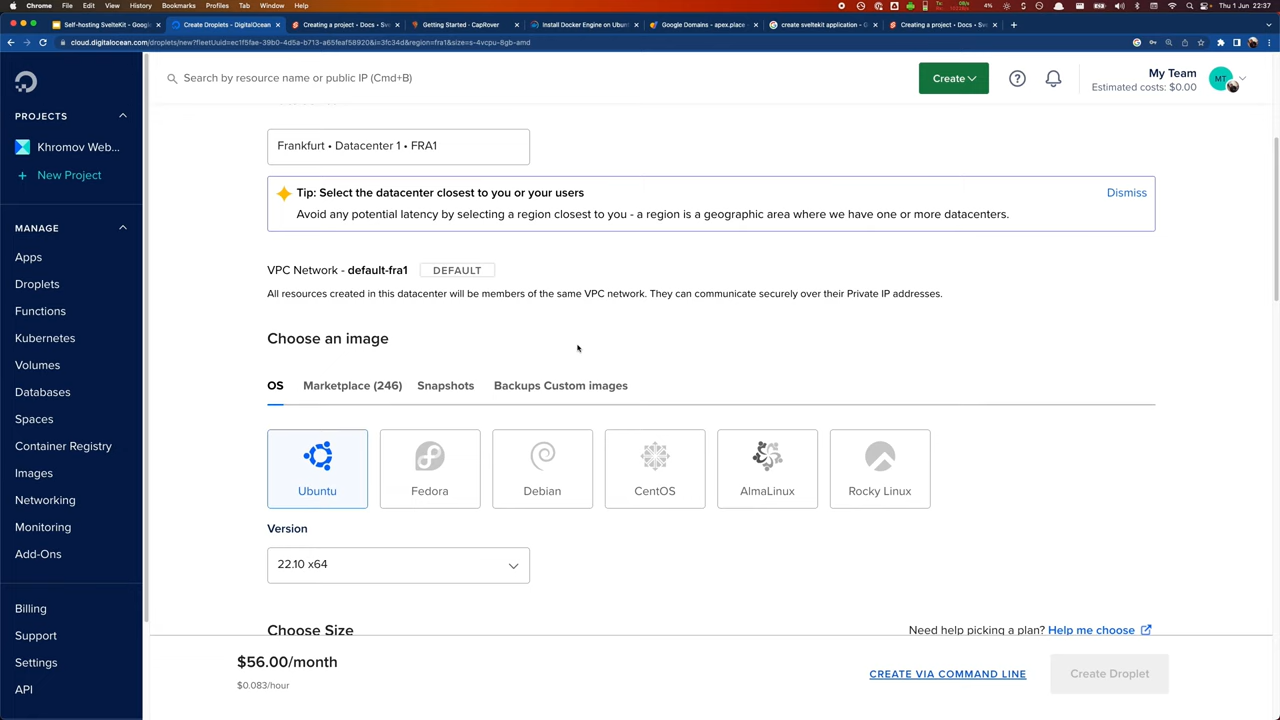 Chrome File Edit View History Bookmarks Profiles Tab Window Help
4% Thu 1 Jun 22:37
Self-hosting SvelteKit - Googl Create Droplets - DigitalOcean Creating a project • Docs • Sv Getting Started · CapRover Install Docker Engine on Ubun Google Domains - apex.place create sveltekit application - G Creating a project • Docs • Sv
cloud.digitalocean.com/droplets/new?fleetUuid=ec1f5fae-39b0-4d5a-b713-a65feaf58920&i=3fc34d&region=fra1&size=s-4vcpu-8gb-amd
Search by resource name or public IP (Cmd+B)
Create
My Team
Estimated costs: $0.00
MT
PROJECTS
Khromov Web...
New Project
MANAGE
Apps
Droplets
Functions
Kubernetes
Volumes
Databases
Spaces
Container Registry
Images
Networking
Monitoring
Add-Ons
Billing
Support
Settings
API
Frankfurt • Datacenter 1 • FRA1
Tip: Select the datacenter closest to you or your users
Dismiss
Avoid any potential latency by selecting a region closest to you - a region is a geographic area where we have one or more datacenters.
VPC Network - default-fra1 DEFAULT
All resources created in this datacenter will be members of the same VPC network. They can communicate securely over their Private IP addresses.
Choose an image
OS Marketplace (246) Snapshots Backups Custom images
Ubuntu Fedora Debian CentOS AlmaLinux Rocky Linux
Version
22.10 x64
Choose Size
Need help picking a plan? Help me choose
$56.00/month
$0.083/hour
CREATE VIA COMMAND LINE
Create Droplet